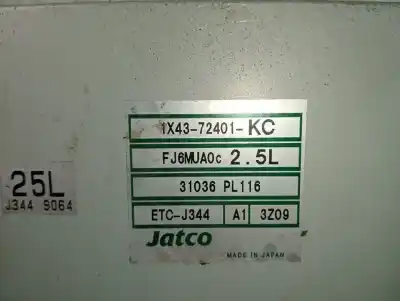 1X43-72401-KC
FJ6MUA0c 2.5L
31036 PL116
ETC-J344 A1 3Z09
Jatco
MADE IN JAPAN
25L
J344 9064